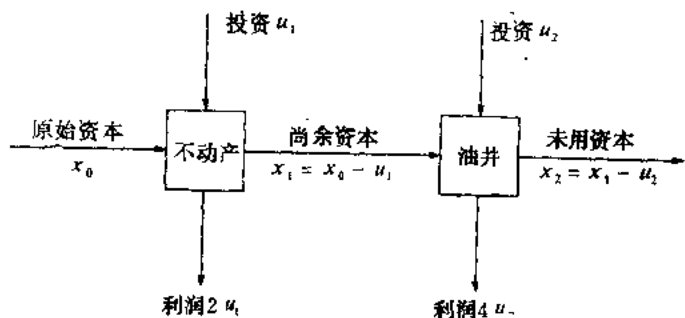 投资 u₁
投资 u₂
原始资本
x₀
不动产
尚余资本
x₁ = x₀ - u₁
油井
未用资本
x₂ = x₁ - u₂
利润2 u₁
利润4 u₂